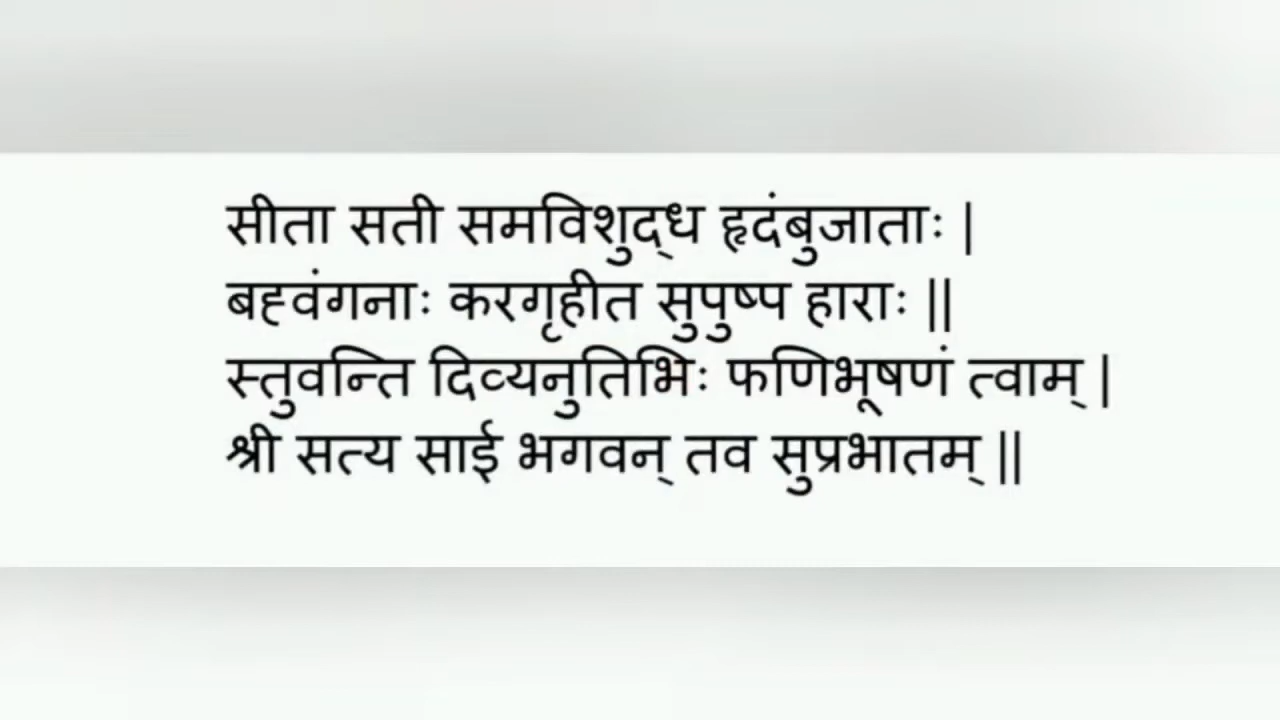 सीता सती समविशुद्ध हृदंबुजाताः |
बह्वंगनाः करगृहीत सुपुष्प हाराः ||
स्तुवन्ति दिव्यनुतिभिः फणिभूषणं त्वाम् |
श्री सत्य साई भगवन् तव सुप्रभातम् ||